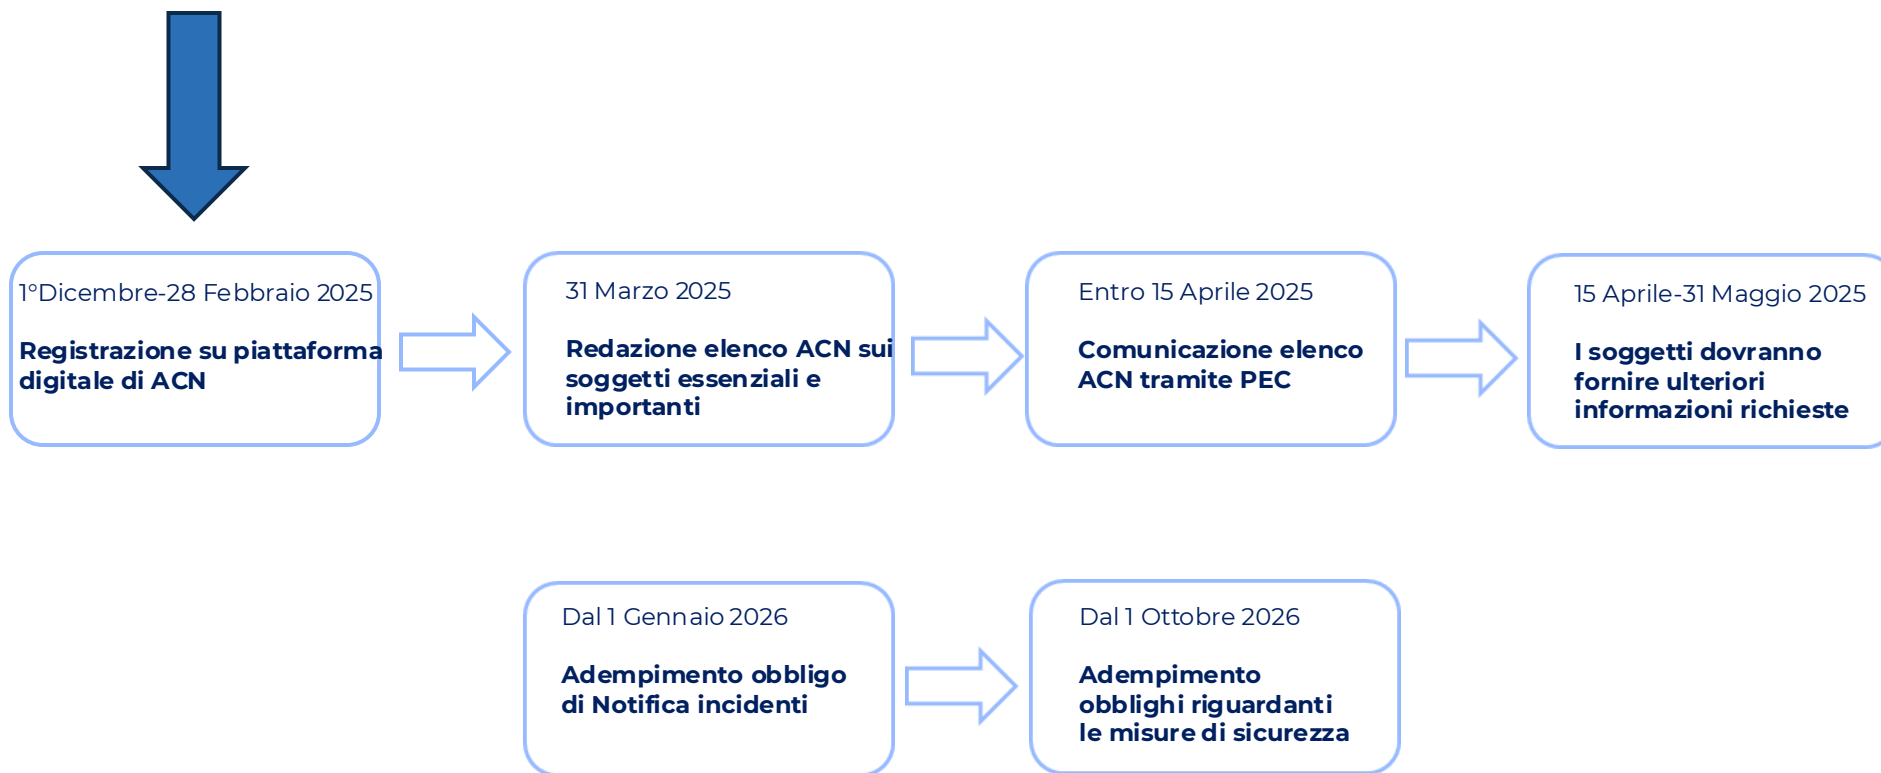 1°Dicembre-28 Febbraio 2025
Registrazione su piattaforma
digitale di ACN
31 Marzo 2025
Redazione elenco ACN sui
soggetti essenziali e
importanti
Entro 15 Aprile 2025
Comunicazione elenco
ACN tramite PEC
15 Aprile-31 Maggio 2025
I soggetti dovranno
fornire ulteriori
informazioni richieste
Dal 1 Gennaio 2026
Adempimento obbligo
di Notifica incidenti
Dal 1 Ottobre 2026
Adempimento
obblighi riguardanti
le misure di sicurezza